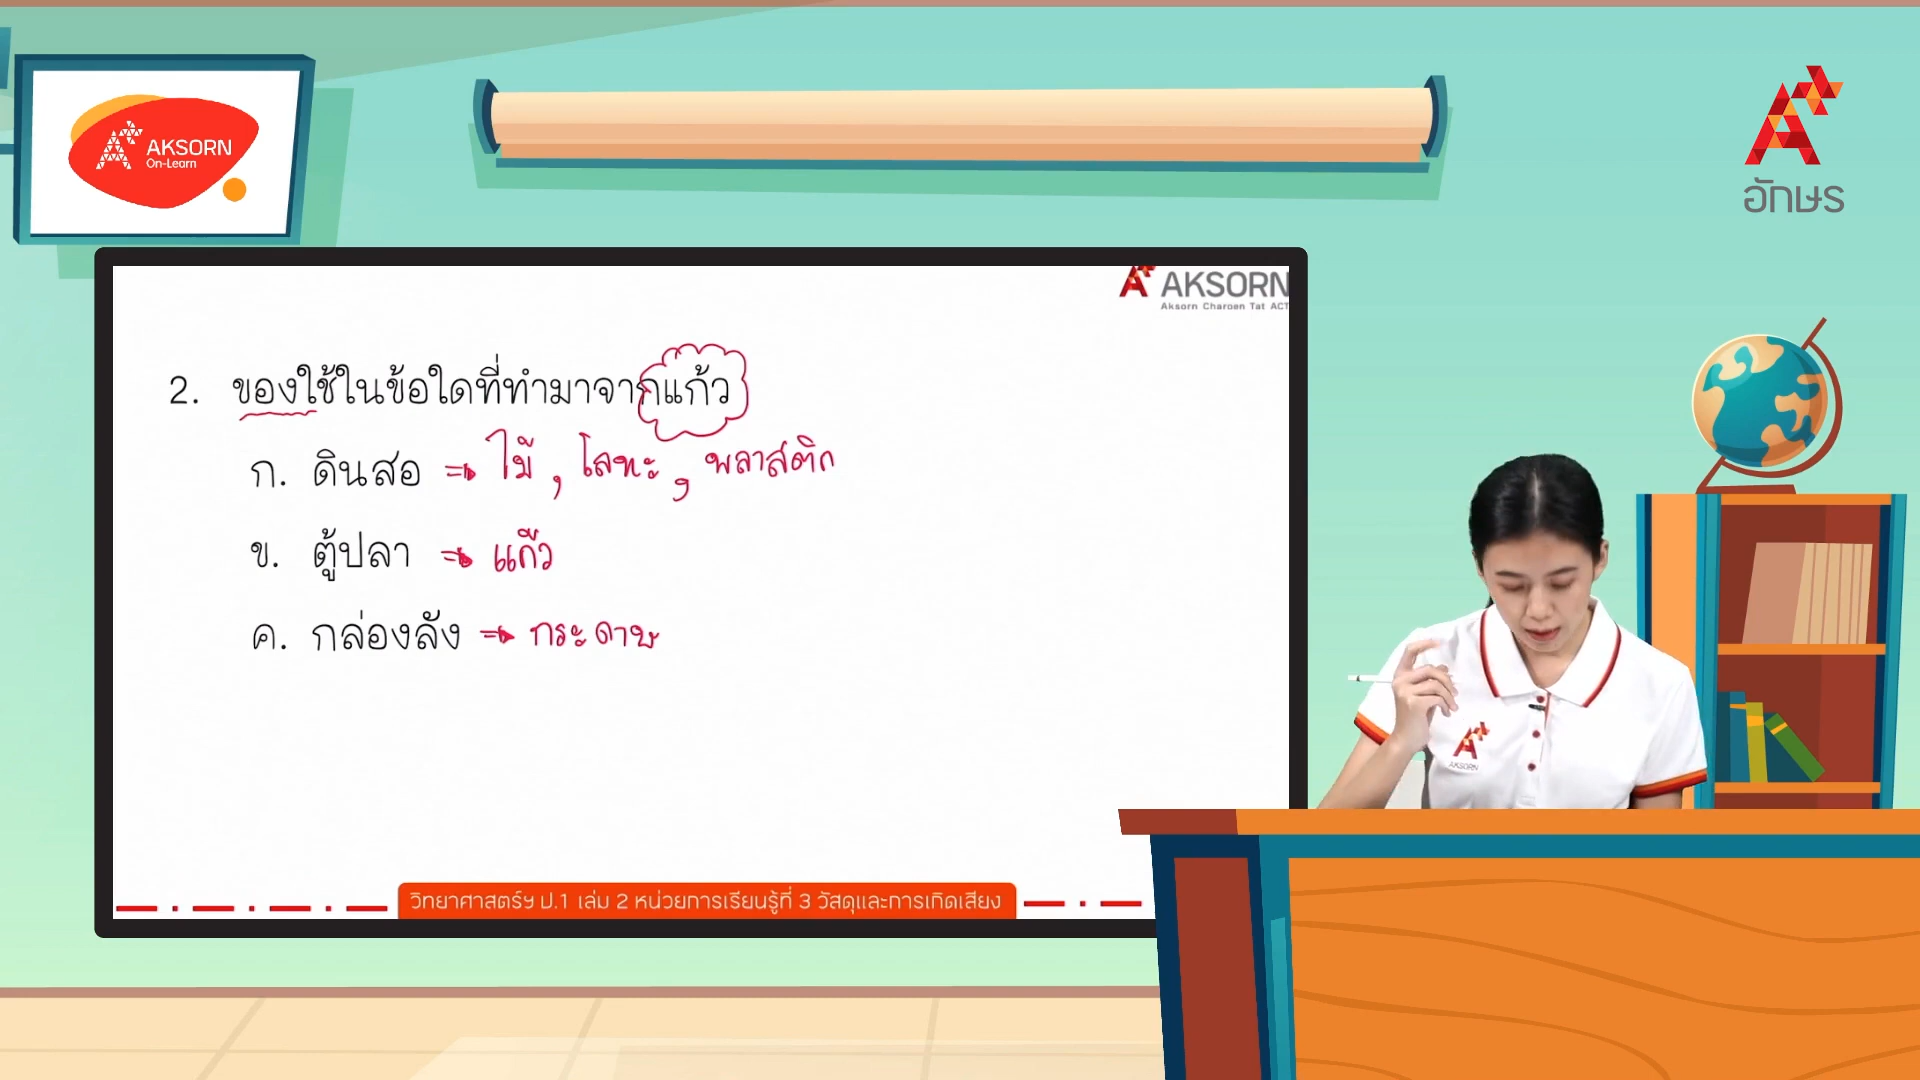 AKSORN
On-Learn
อักษร
AKSORN
Aksorn Charoen Tat ACT
2. ของใช้ในข้อใดที่ทำมาจากแก้ว
ก. ดินสอ ⇒ ไม้ , โลหะ , พลาสติก
ข. ตู้ปลา ⇒ แก้ว
ค. กล่องลัง ⇒ กระดาษ
AKSORN
วิทยาศาสตร์ฯ ป.1 เล่ม 2 หน่วยการเรียนรู้ที่ 3 วัสดุและการเกิดเสียง